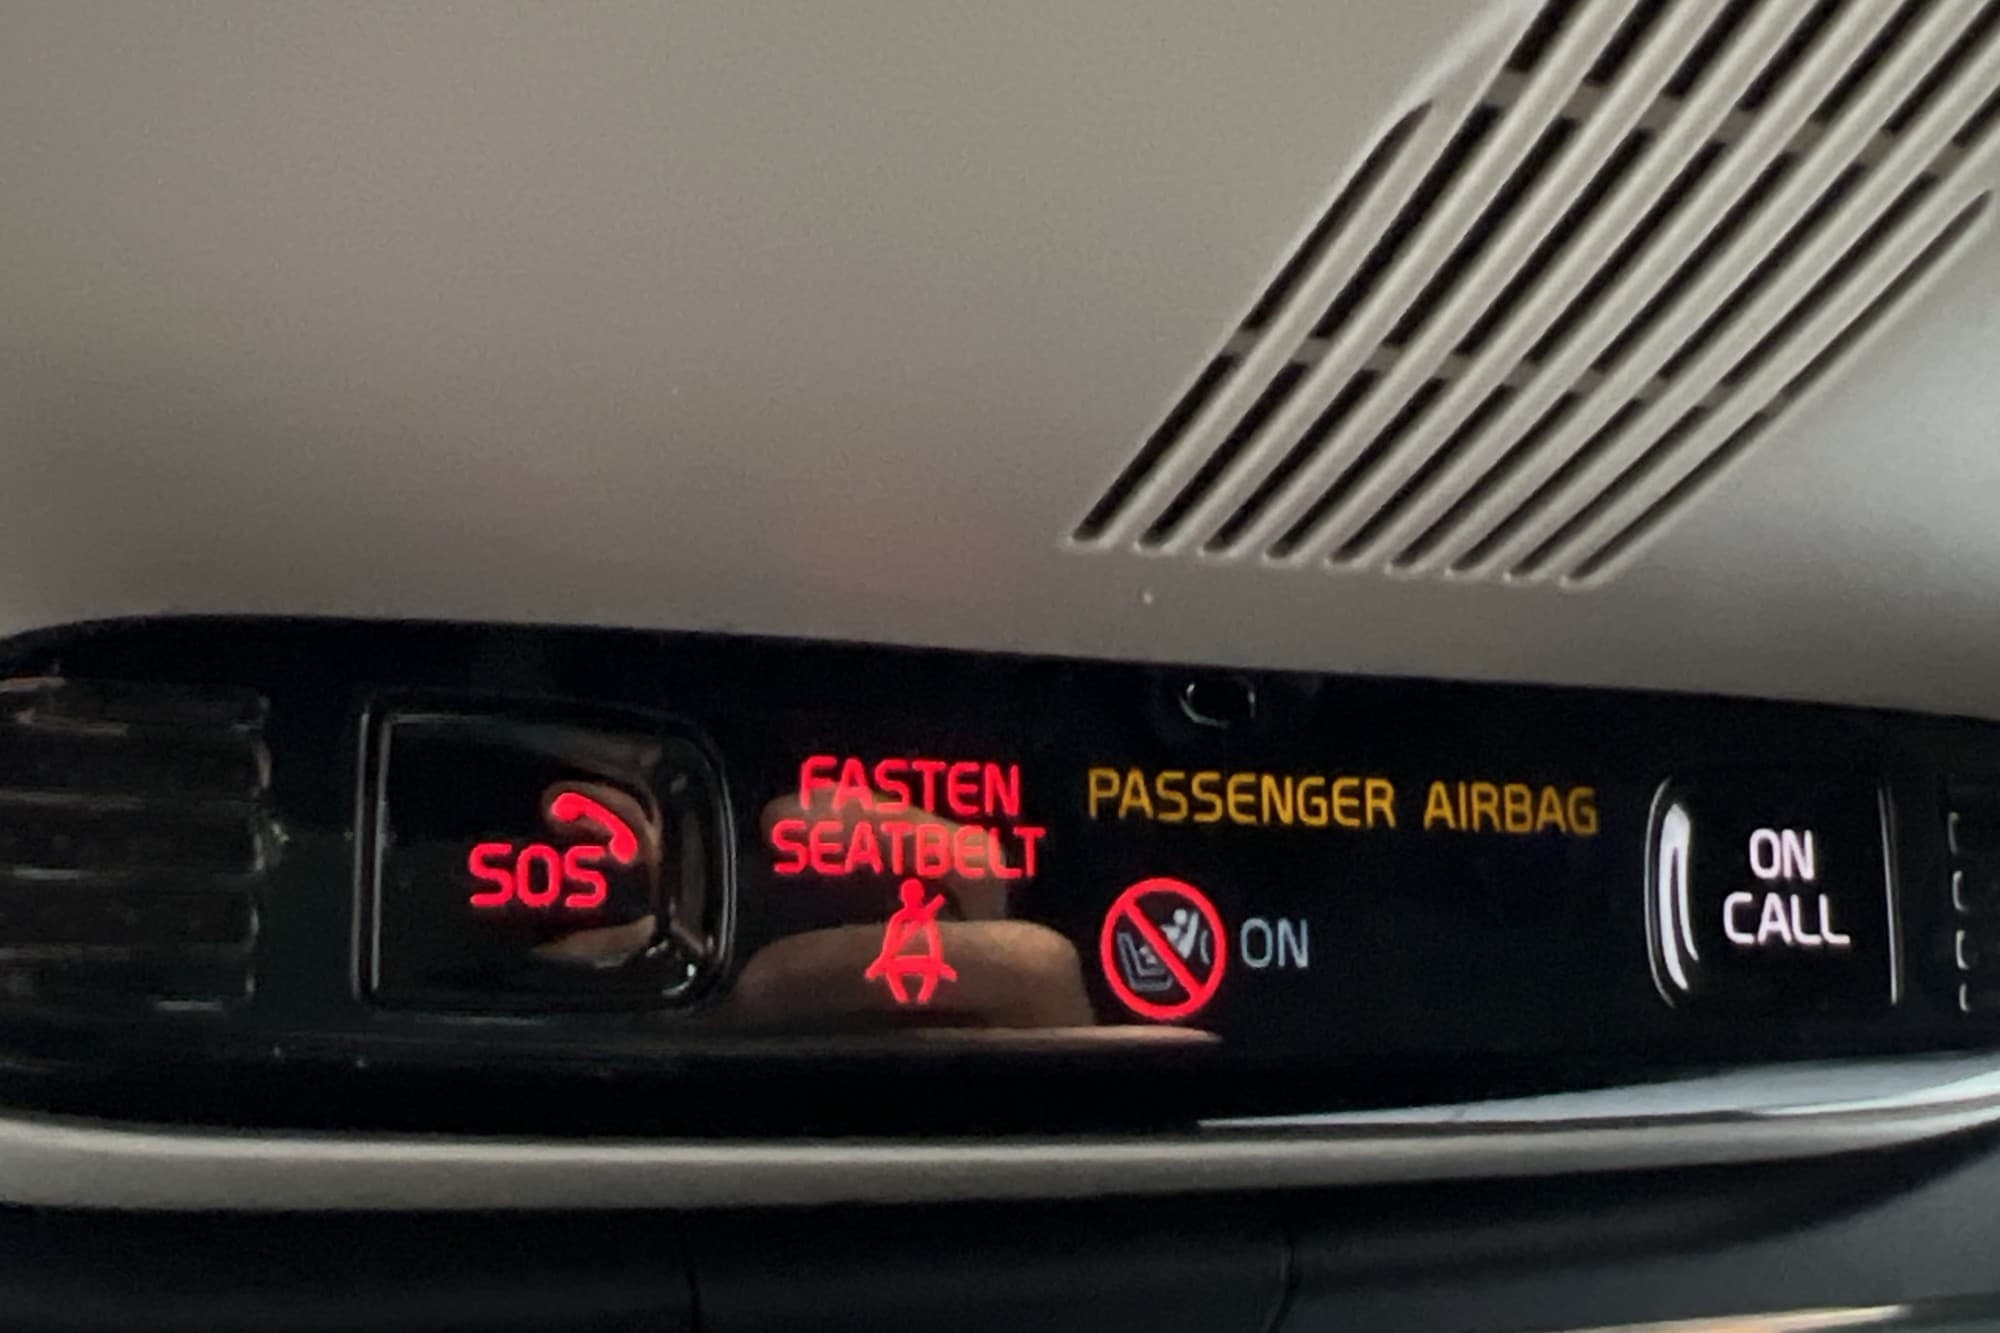 SOS
FASTEN
SEATBELT
PASSENGER AIRBAG
ON
ON
CALL